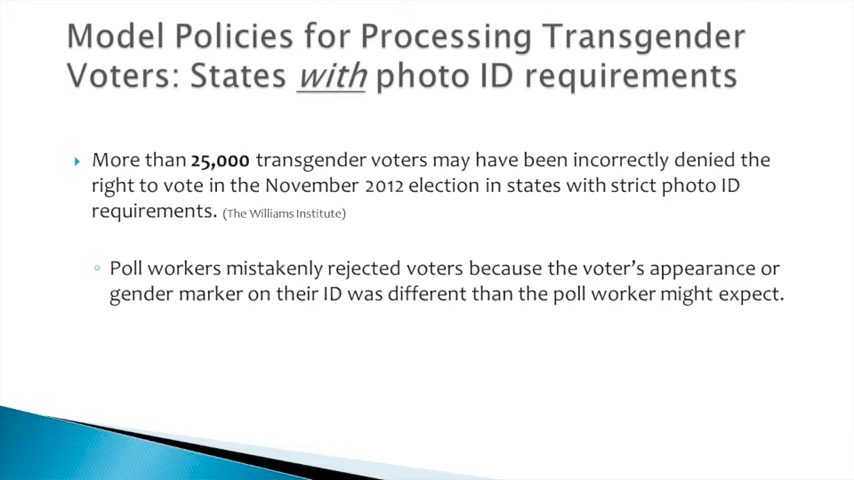 Model Policies for Processing Transgender
Voters: States with photo ID requirements
More than 25,000 transgender voters may have been incorrectly denied the
right to vote in the November 2012 election in states with strict photo ID
requirements. (The Williams Institute)
Poll workers mistakenly rejected voters because the voter's appearance or
gender marker on their ID was different than the poll worker might expect.